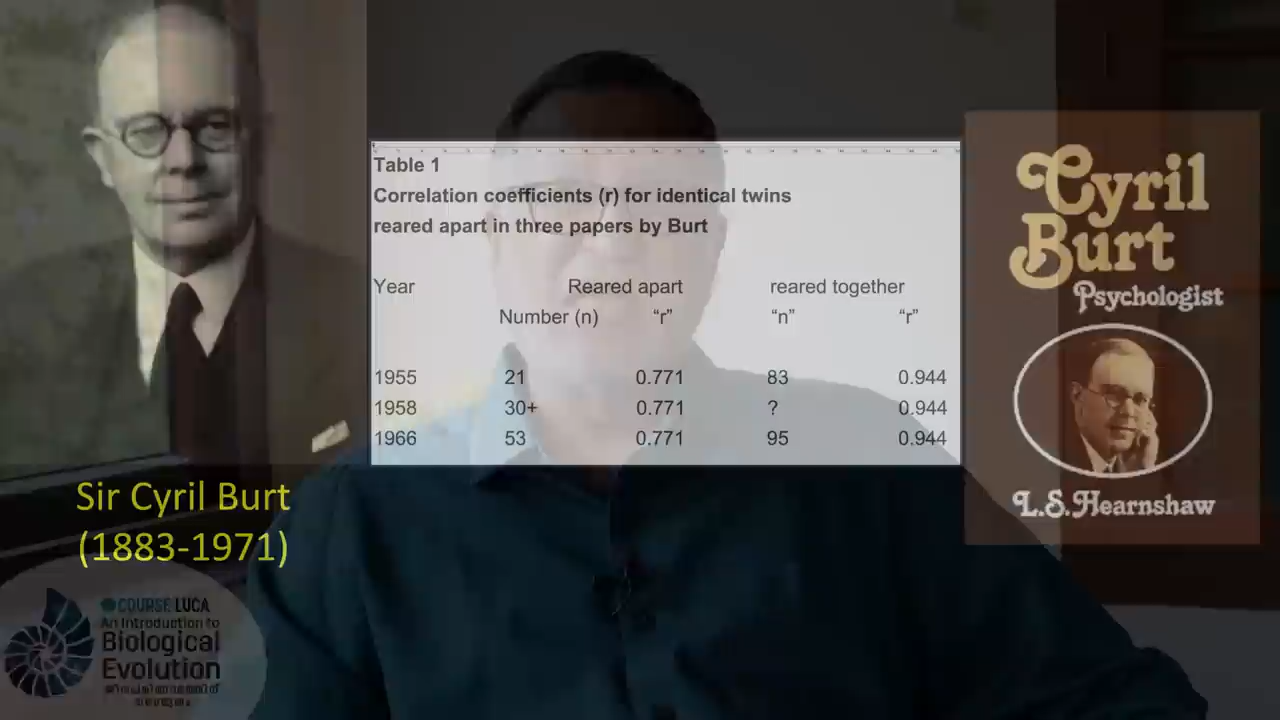 Table 1
Correlation coefficients (r) for identical twins
reared apart in three papers by Burt
Year Reared apart reared together
Number (n) “r” “n” “r”
1955 21 0.771 83 0.944
1958 30+ 0.771 ? 0.944
1966 53 0.771 95 0.944
Cyril
Burt
Psychologist
L.S. Hearnshaw
Sir Cyril Burt
(1883-1971)
COURSE LUCA
An Introduction to
Biological
Evolution